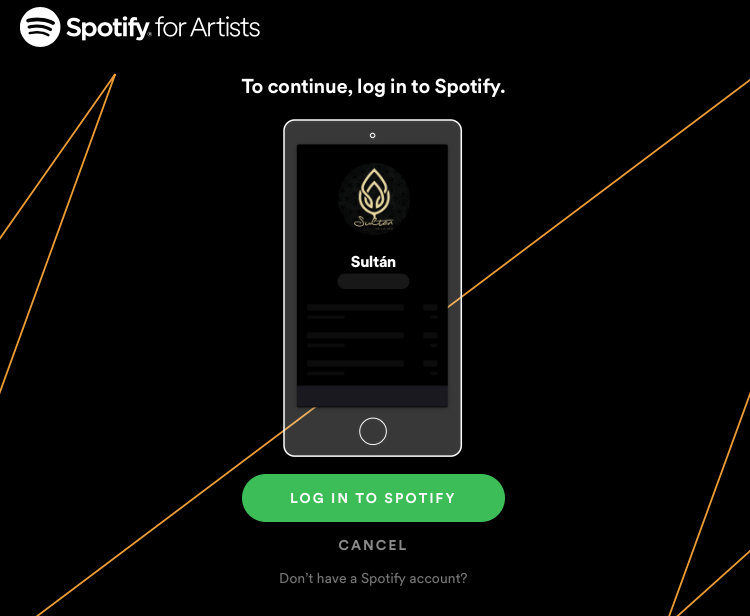 Spotify® for Artists
To continue, log in to Spotify.
Sultán
Sultán
LOG IN TO SPOTIFY
CANCEL
Don't have a Spotify account?